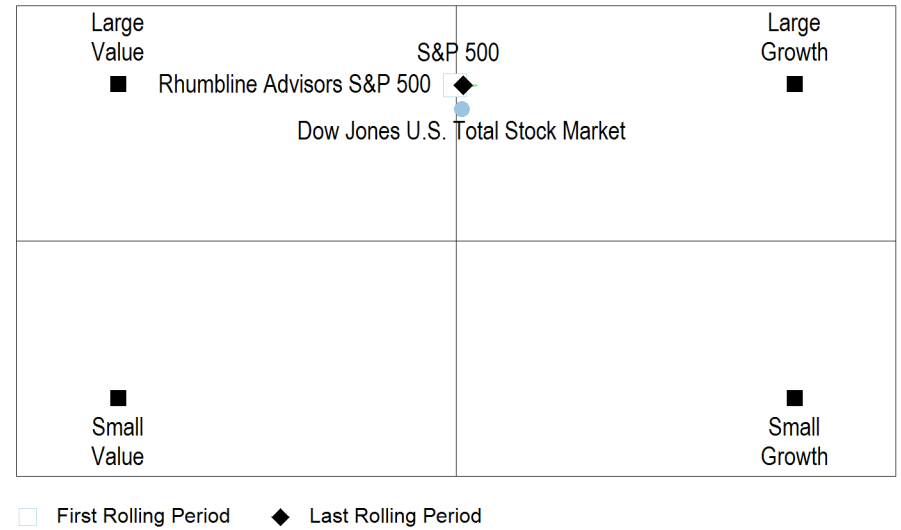 Large
Value
Large
Growth
S&P 500
Rhumbline Advisors S&P 500
Dow Jones U.S. Total Stock Market
Small
Value
Small
Growth
First Rolling Period
Last Rolling Period